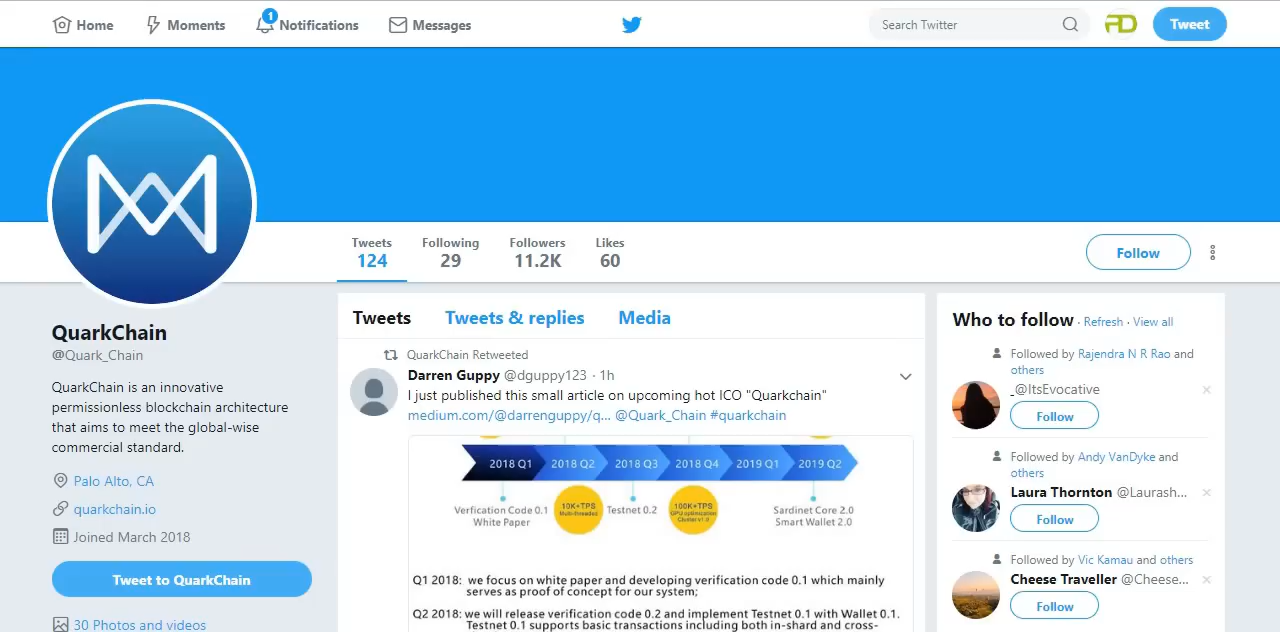 Home
Moments
1
Notifications
Messages
Search Twitter
Tweet
Tweets
124
Following
29
Followers
11.2K
Likes
60
Follow
QuarkChain
@Quark_Chain
QuarkChain is an innovative
permissionless blockchain architecture
that aims to meet the global-wise
commercial standard.
Palo Alto, CA
quarkchain.io
Joined March 2018
Tweet to QuarkChain
30 Photos and videos
Tweets
Tweets & replies
Media
QuarkChain Retweeted
Darren Guppy @dguppy123 · 1h
I just published this small article on upcoming hot ICO "Quarkchain"
medium.com/@darrenguppy/q... @Quark_Chain #quarkchain
2018 Q1
2018 Q2
2018 Q3
2018 Q4
2019 Q1
2019 Q2
Verfication Code 0.1
White Paper
10K+TPS
Multi-threaded
Testnet 0.2
100K+TPS
GPU optimization
Cluster v1.0
Sardinet Core 2.0
Smart Wallet 2.0
Q1 2018: we focus on white paper and developing verification code 0.1 which mainly
serves as proof of concept for our system;
Q2 2018: we will release verification code 0.2 and implement Testnet 0.1 with Wallet 0.1.
Testnet 0.1 supports basic transactions including both in-shard and cross-
Who to follow · Refresh · View all
Followed by Rajendra N R Rao and
others
_@ItsEvocative
Follow
Followed by Andy VanDyke and
others
Laura Thornton @Laurash...
Follow
Followed by Vic Kamau and others
Cheese Traveller @Cheese...
Follow